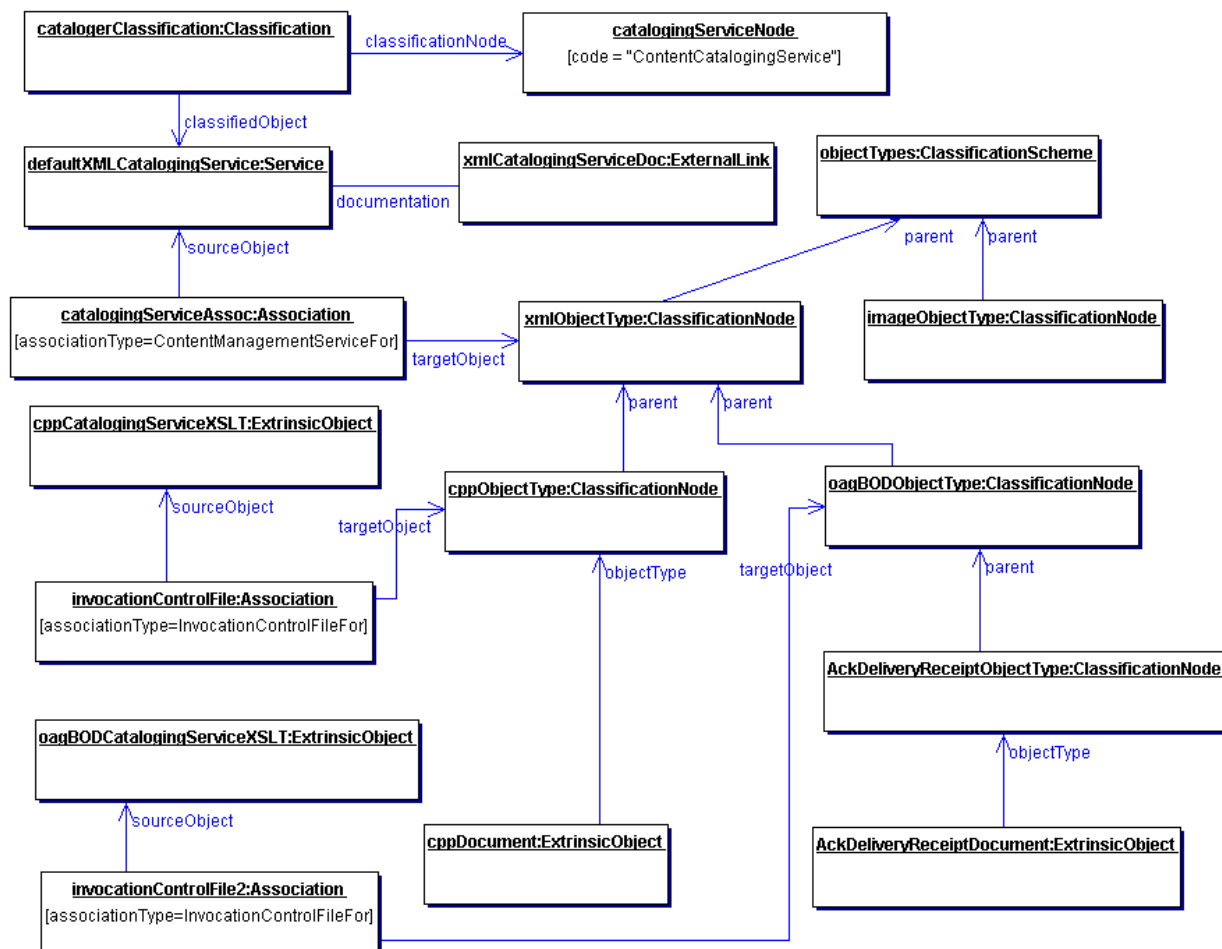 catalogerClassification:Classification
classificationNode
catalogingServiceNode
[code = "ContentCatalogingService"]
classifiedObject
defaultXMLCatalogingService:Service
documentation
xmlCatalogingServiceDoc:ExternalLink
objectTypes:ClassificationScheme
sourceObject
parent
parent
catalogingServiceAssoc:Association
[associationType=ContentManagementServiceFor]
targetObject
xmlObjectType:ClassificationNode
imageObjectType:ClassificationNode
parent
parent
cppCatalogingServiceXSLT:ExtrinsicObject
sourceObject
targetObject
cppObjectType:ClassificationNode
oagBODObjectType:ClassificationNode
objectType
targetObject
parent
invocationControlFile:Association
[associationType=InvocationControlFileFor]
AckDeliveryReceiptObjectType:ClassificationNode
oagBODCatalogingServiceXSLT:ExtrinsicObject
objectType
sourceObject
cppDocument:ExtrinsicObject
AckDeliveryReceiptDocument:ExtrinsicObject
invocationControlFile2:Association
[associationType=InvocationControlFileFor]